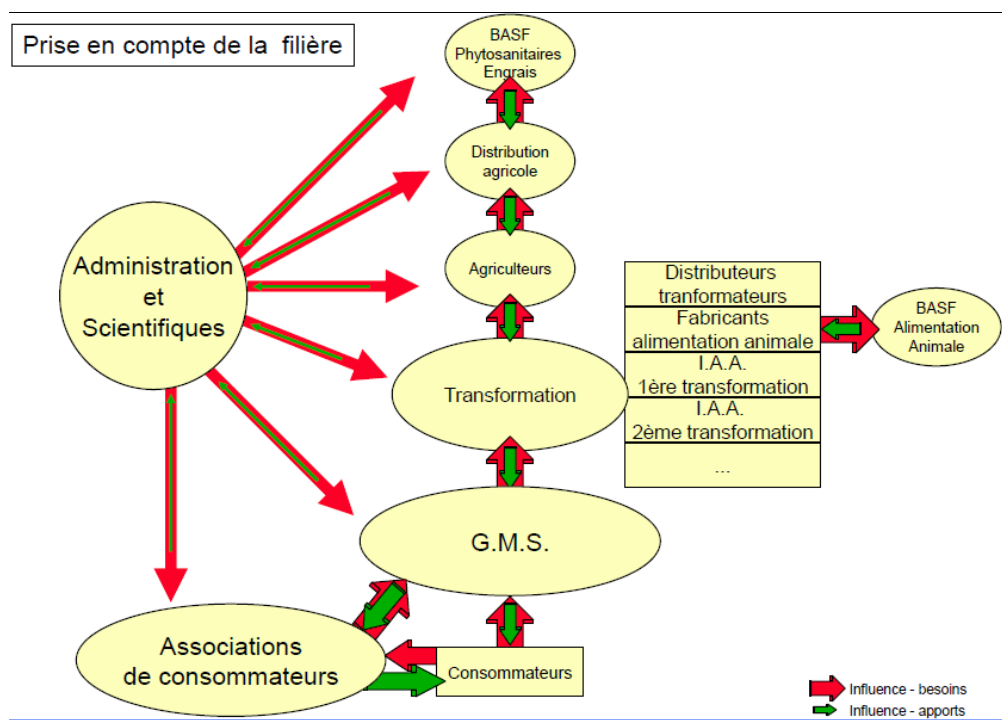 Prise en compte de la filière
BASF
Phytosanitaires
Engrais
Distribution
agricole
Administration
et
Scientifiques
Agriculteurs
Distributeurs
tranformateurs
Fabricants
alimentation animale
I.A.A.
1ère transformation
I.A.A.
2ème transformation
...
BASF
Alimentation
Animale
Transformation
G.M.S.
Associations
de consommateurs
Consommateurs
Influence - besoins
Influence - apports